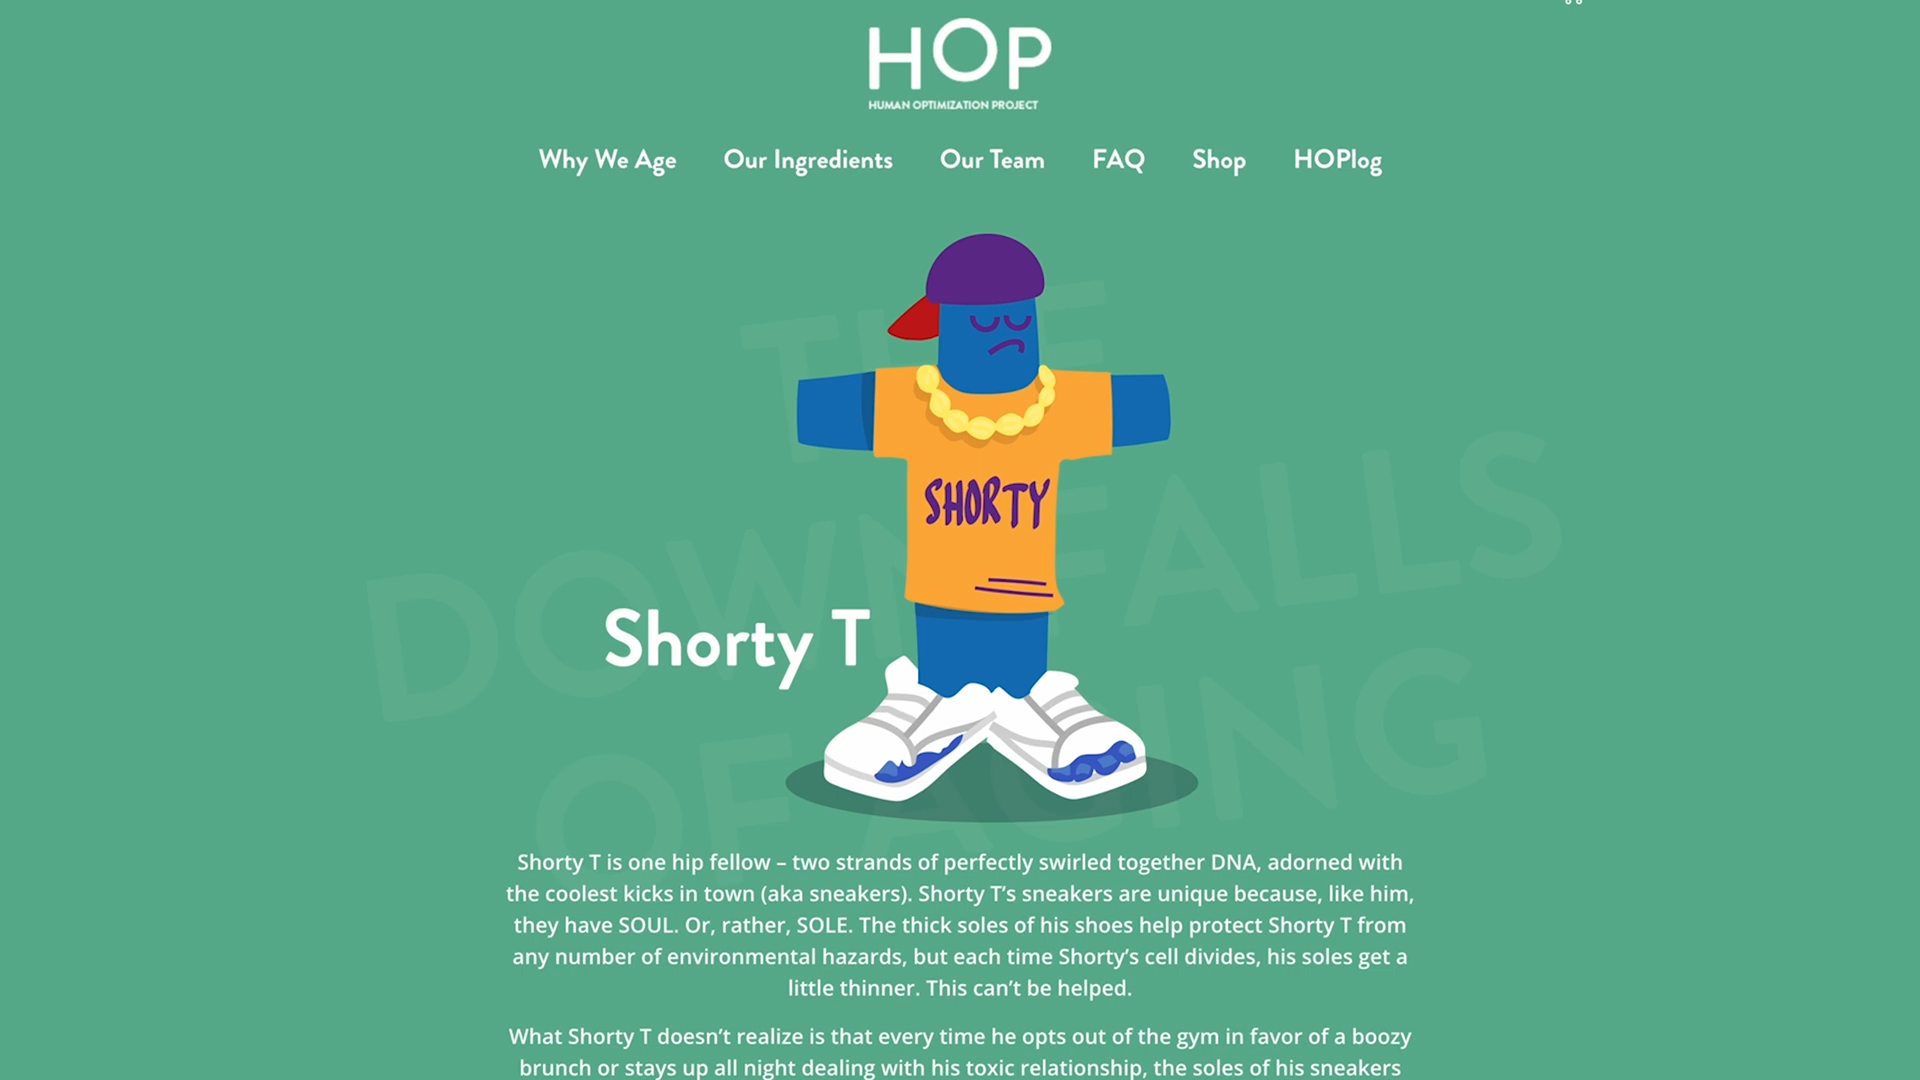 HOP
HUMAN OPTIMIZATION PROJECT
Why We Age Our Ingredients Our Team FAQ Shop HOPlog
THE
DOWNFALLS
OF AGING
SHORTY
Shorty T
Shorty T is one hip fellow – two strands of perfectly swirled together DNA, adorned with
the coolest kicks in town (aka sneakers). Shorty T’s sneakers are unique because, like him,
they have SOUL. Or, rather, SOLE. The thick soles of his shoes help protect Shorty T from
any number of environmental hazards, but each time Shorty’s cell divides, his soles get a
little thinner. This can’t be helped.
What Shorty T doesn’t realize is that every time he opts out of the gym in favor of a boozy
brunch or stays up all night dealing with his toxic relationship, the soles of his sneakers